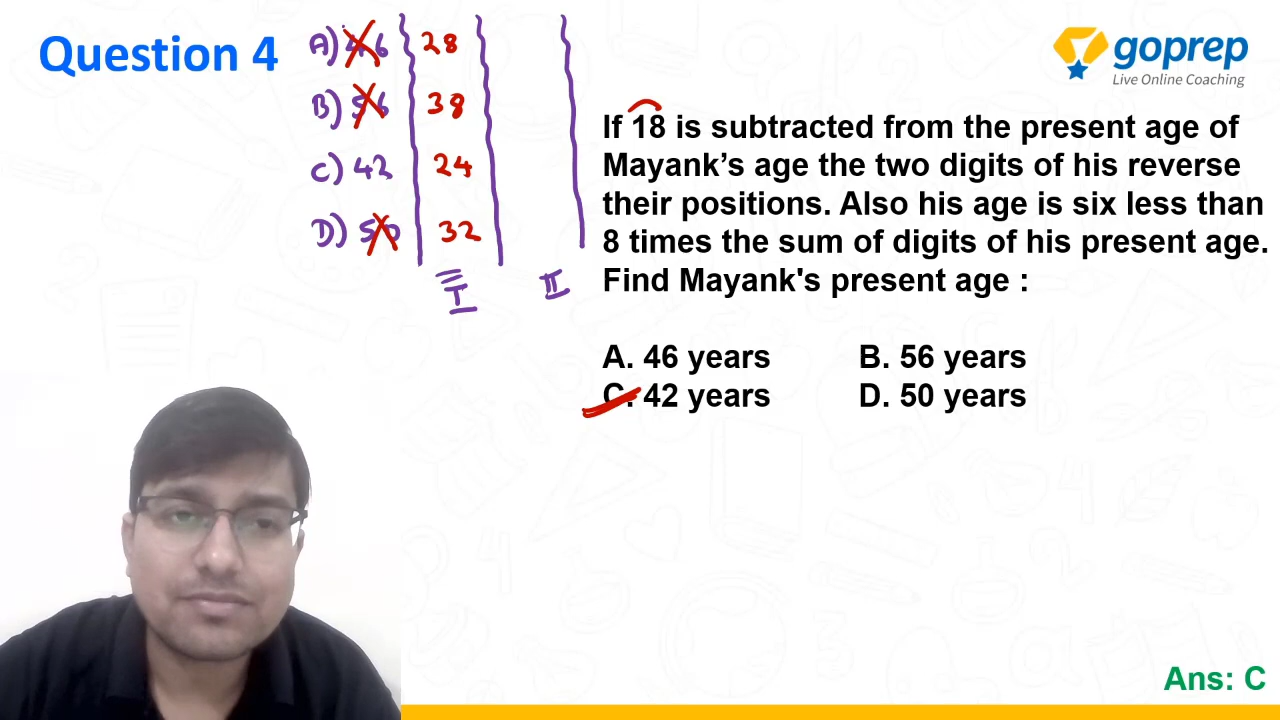 Question 4
A) 46 28
B) 56 38
C) 42 24
D) 50 32
I II
goprep
Live Online Coaching
If 18 is subtracted from the present age of
Mayank’s age the two digits of his reverse
their positions. Also his age is six less than
8 times the sum of digits of his present age.
Find Mayank's present age :
A. 46 years B. 56 years
C. 42 years D. 50 years
Ans: C